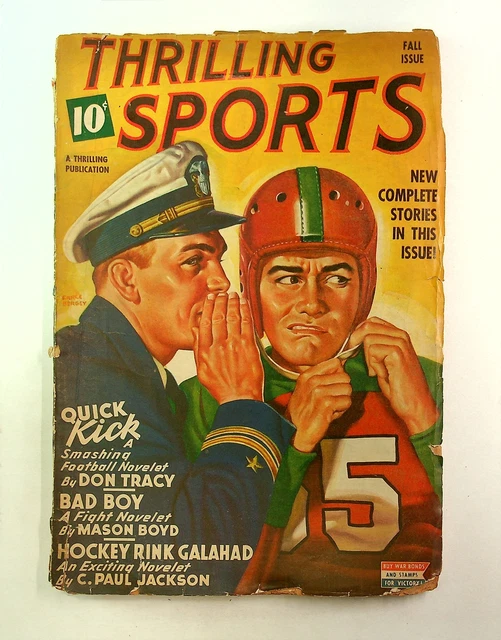 THRILLING
SPORTS
FALL
ISSUE
10¢
A THRILLING
PUBLICATION
NEW
COMPLETE
STORIES
IN THIS
ISSUE!
QUICK
Kick
A
Smashing
Football Novelet
By DON TRACY
BAD BOY
A Fight Novelet
By MASON BOYD
HOCKEY RINK GALAHAD
An Exciting Novelet
By C. PAUL JACKSON
5
BUY WAR BONDS
AND STAMPS
FOR VICTORY!